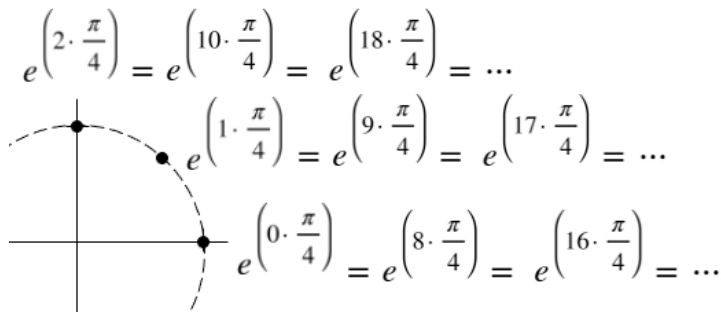 e^(2·π/4) = e^(10·π/4) = e^(18·π/4) = ···
e^(1·π/4) = e^(9·π/4) = e^(17·π/4) = ···
e^(0·π/4) = e^(8·π/4) = e^(16·π/4) = ···